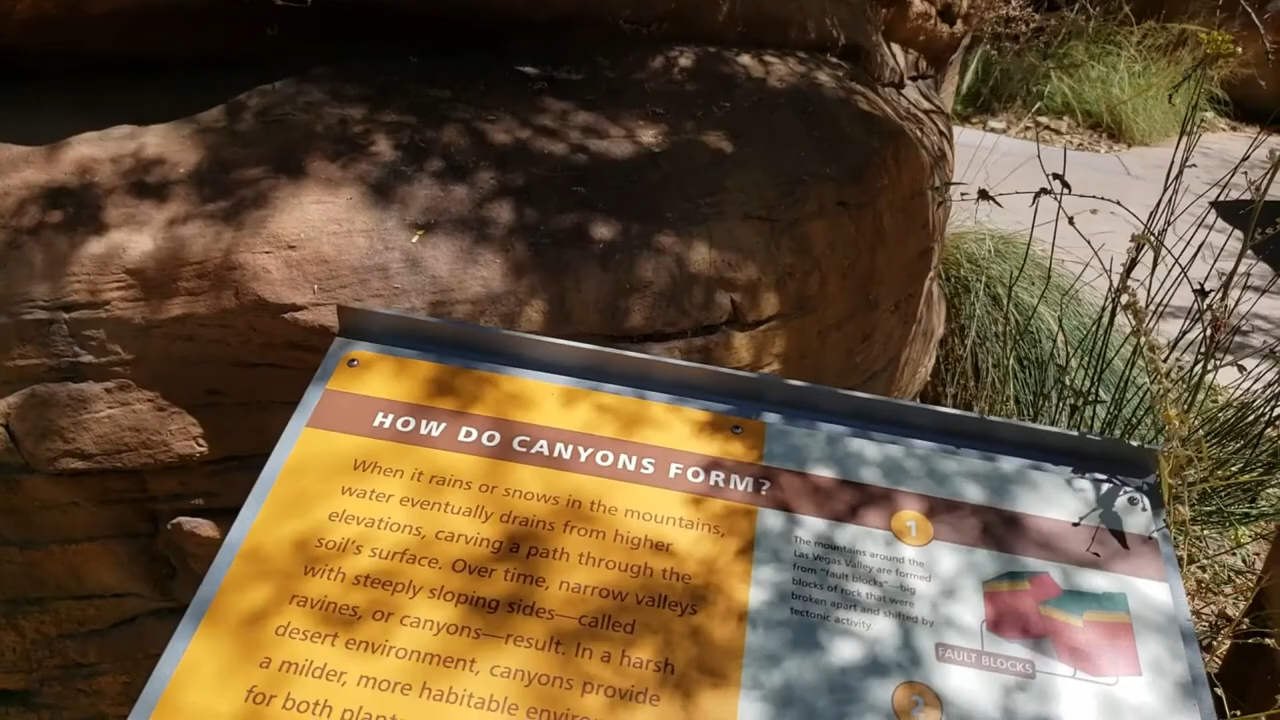 HOW DO CANYONS FORM?
When it rains or snows in the mountains,
water eventually drains from higher
elevations, carving a path through the
soil's surface. Over time, narrow valleys
with steeply sloping sides—called
ravines, or canyons—result. In a harsh
desert environment, canyons provide
a milder, more habitable
for both
1
The mountains around the
Las Vegas Valley are formed
from "fault blocks"—big
blocks of rock that were
broken apart and shifted by
tectonic activity.
FAULT BLOCKS
2